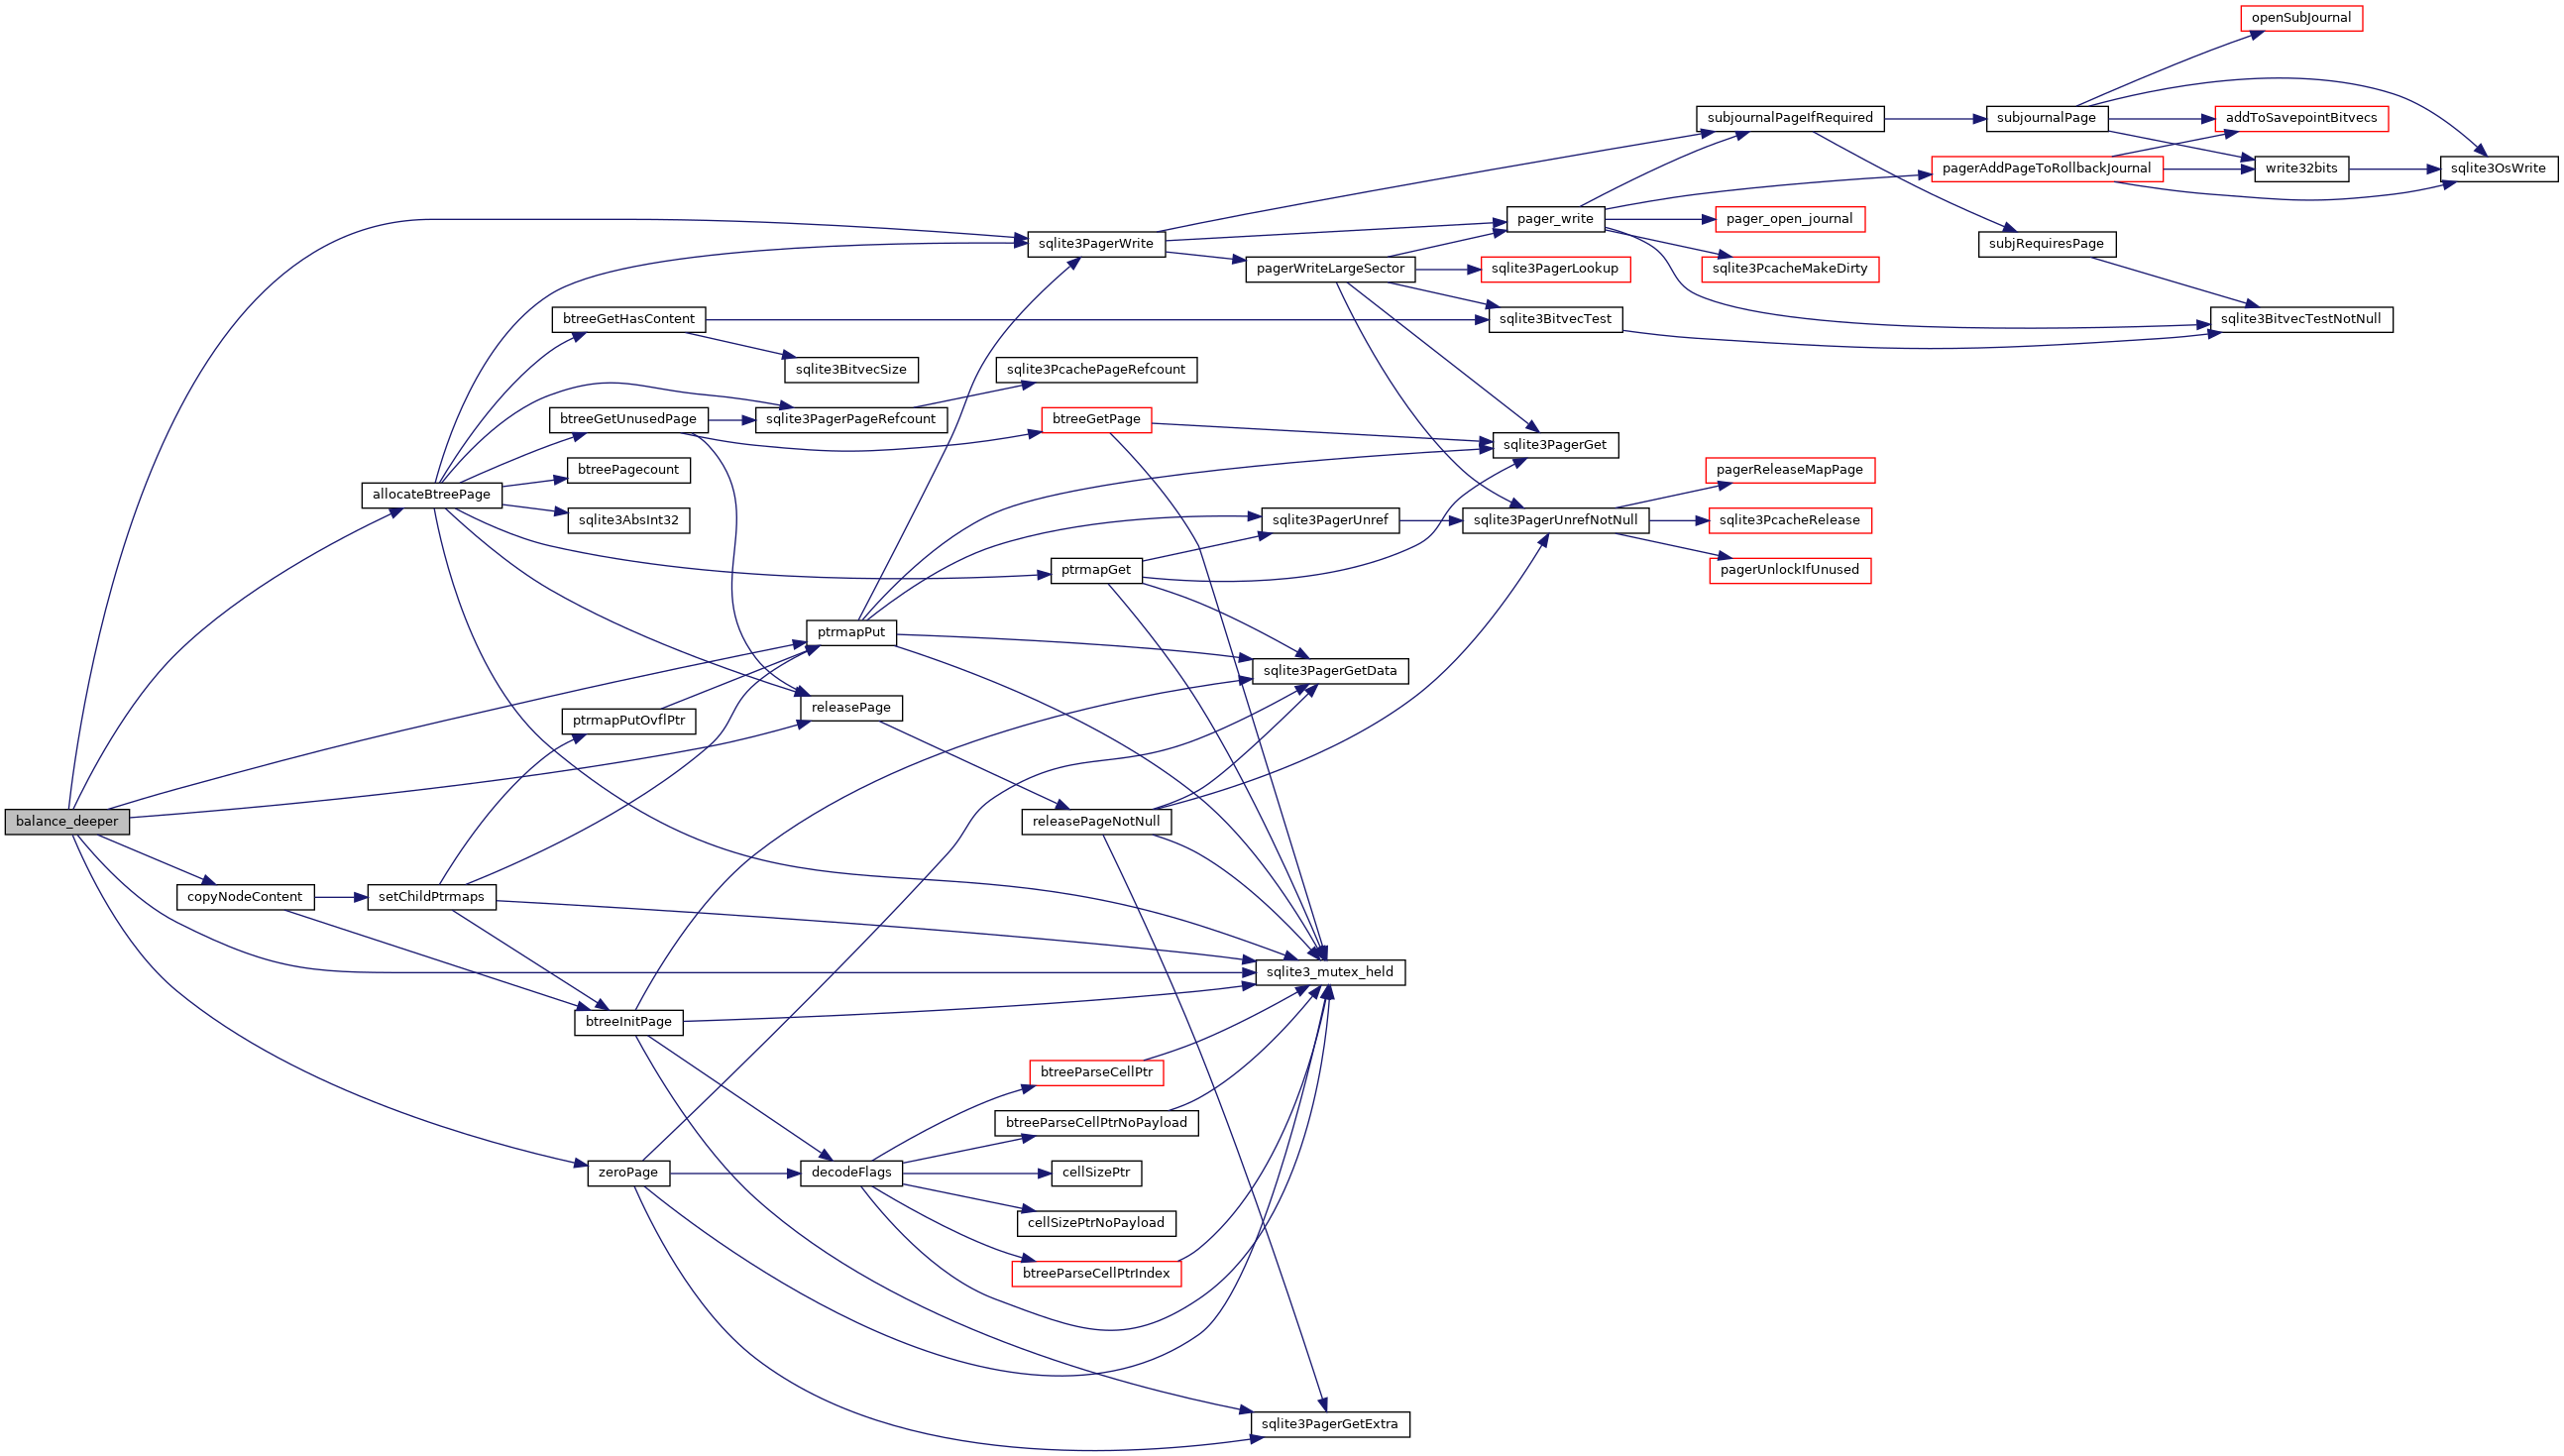 openSubJournal
subjournalPageIfRequired
subjournalPage
addToSavepointBitvecs
pagerAddPageToRollbackJournal
write32bits
sqlite3OsWrite
pager_write
pager_open_journal
sqlite3PagerWrite
subjRequiresPage
pagerWriteLargeSector
sqlite3PagerLookup
sqlite3PcacheMakeDirty
btreeGetHasContent
sqlite3BitvecTest
sqlite3BitvecTestNotNull
sqlite3BitvecSize
sqlite3PcachePageRefcount
btreeGetUnusedPage
sqlite3PagerPageRefcount
btreeGetPage
sqlite3PagerGet
btreePagecount
pagerReleaseMapPage
allocateBtreePage
sqlite3AbsInt32
sqlite3PagerUnref
sqlite3PagerUnrefNotNull
sqlite3PcacheRelease
ptrmapGet
pagerUnlockIfUnused
ptrmapPut
sqlite3PagerGetData
ptrmapPutOvflPtr
releasePage
balance_deeper
releasePageNotNull
copyNodeContent
setChildPtrmaps
sqlite3_mutex_held
btreeInitPage
btreeParseCellPtr
btreeParseCellPtrNoPayload
zeroPage
decodeFlags
cellSizePtr
cellSizePtrNoPayload
btreeParseCellPtrIndex
sqlite3PagerGetExtra